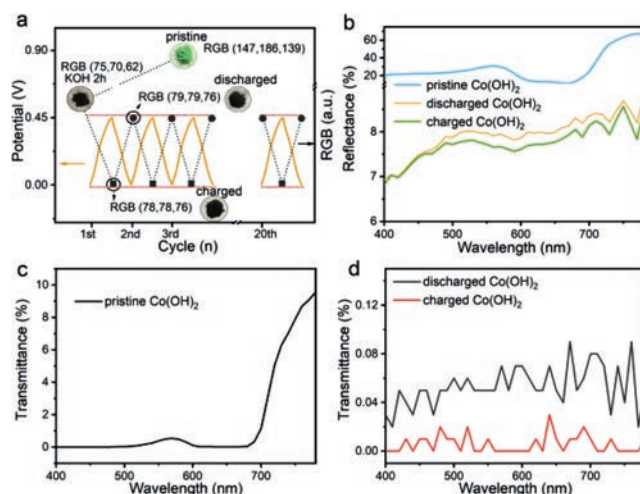 a
pristine
RGB (147,186,139)
RGB (75,70,62)
KOH 2h
discharged
RGB (79,79,76)
0.90
0.45
0.00
Potential (V)
RGB (a.u.)
RGB (78,78,76)
charged
1st 2nd 3rd 20th
Cycle (n)
b
60
40
20
8
7
6
Reflectance (%)
pristine Co(OH)₂
discharged Co(OH)₂
charged Co(OH)₂
400 500 600 700
Wavelength (nm)
c
pristine Co(OH)₂
10
8
6
4
2
0
Transmittance (%)
400 500 600 700
Wavelength (nm)
d
discharged Co(OH)₂
charged Co(OH)₂
0.12
0.08
0.04
0.00
Transmittance (%)
400 500 600 700
Wavelength (nm)